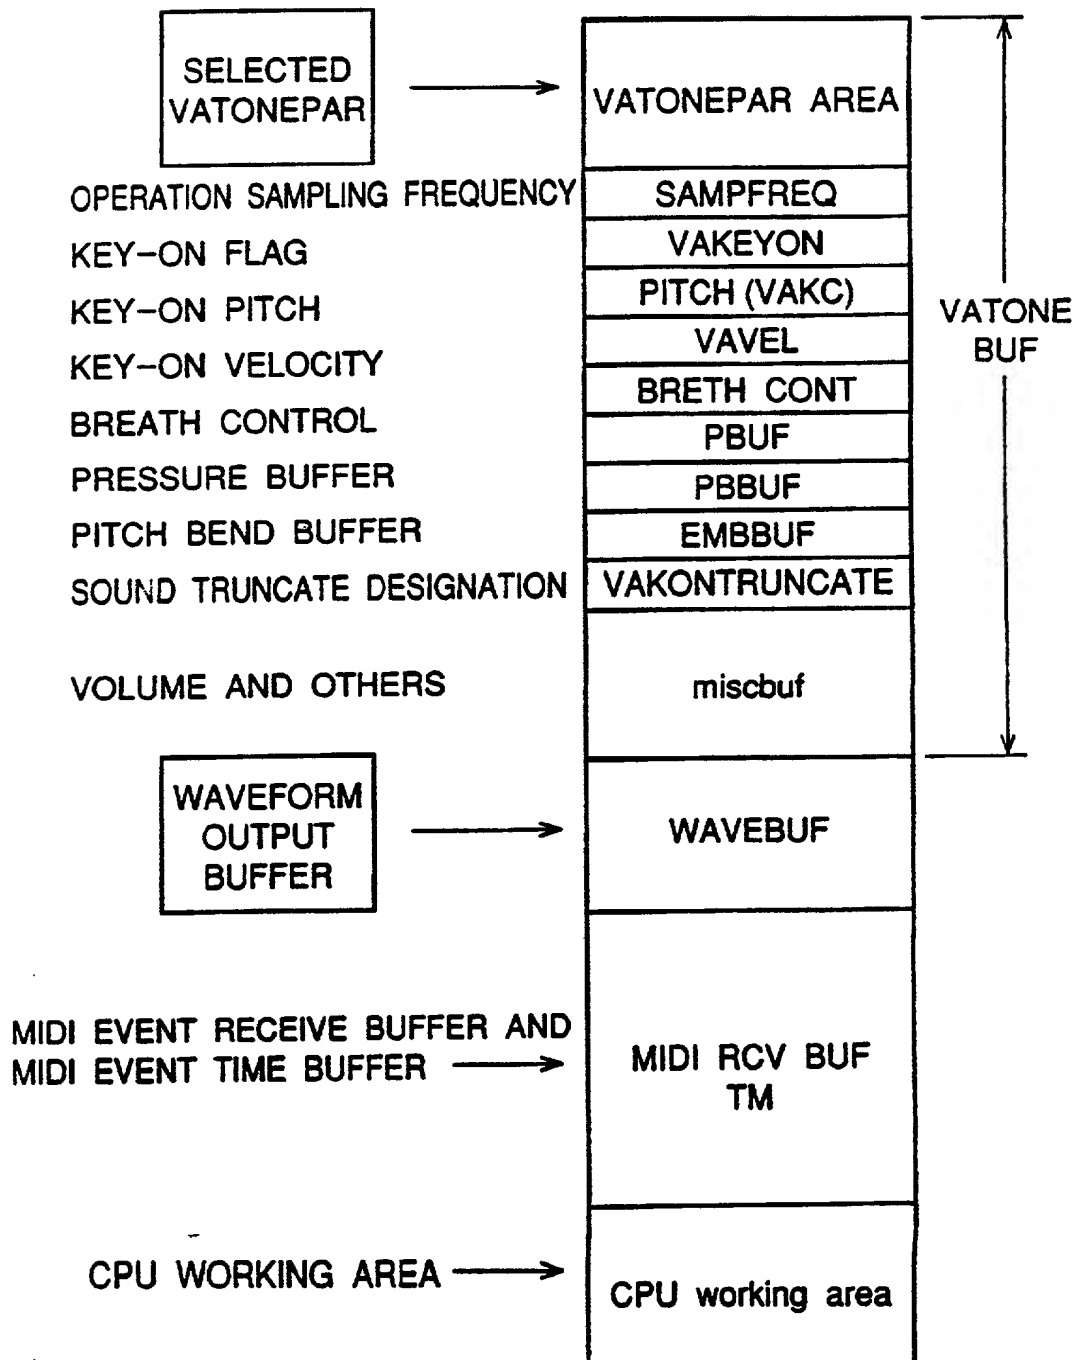 SELECTED
VATONEPAR
VATONEPAR AREA
OPERATION SAMPLING FREQUENCY
SAMPFREQ
KEY-ON FLAG
VAKEYON
KEY-ON PITCH
PITCH (VAKC)
KEY-ON VELOCITY
VAVEL
BREATH CONTROL
BRETH CONT
PRESSURE BUFFER
PBUF
PITCH BEND BUFFER
PBBUF
EMBBUF
SOUND TRUNCATE DESIGNATION
VAKONTRUNCATE
VOLUME AND OTHERS
miscbuf
VATONE
BUF
WAVEFORM
OUTPUT
BUFFER
WAVEBUF
MIDI EVENT RECEIVE BUFFER AND
MIDI EVENT TIME BUFFER
MIDI RCV BUF
TM
CPU WORKING AREA
CPU working area